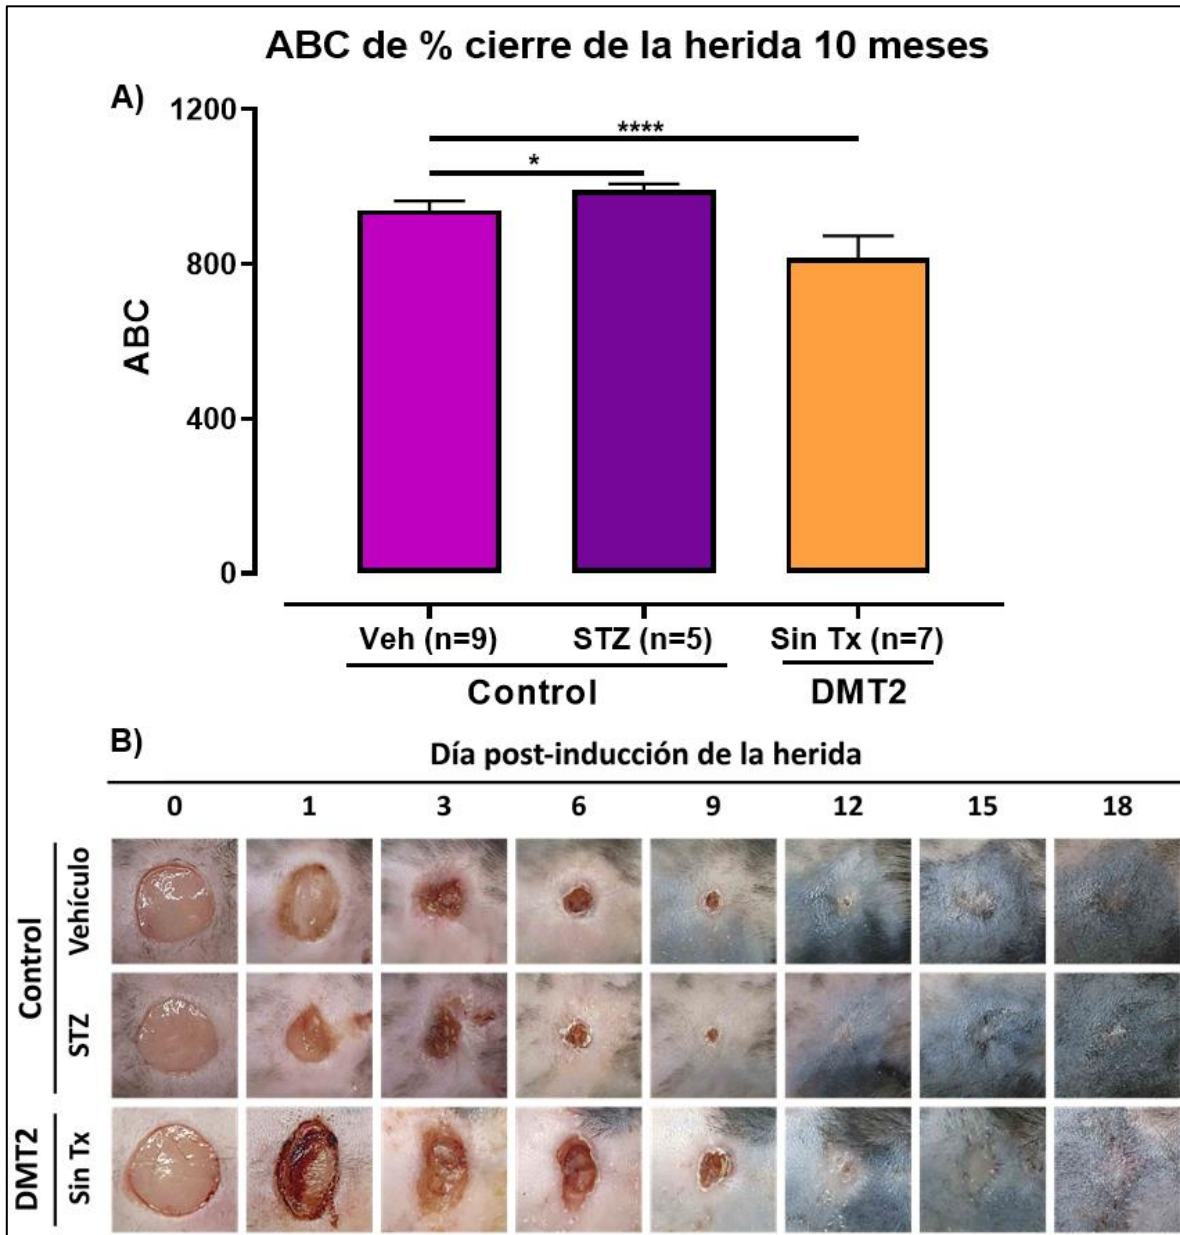 ABC de % cierre de la herida 10 meses
A)
1200
800
400
0
ABC
****
*
Veh (n=9) STZ (n=5) Sin Tx (n=7)
Control DMT2
B)
Día post-inducción de la herida
0 1 3 6 9 12 15 18
Control
Vehículo
STZ
DMT2
Sin Tx